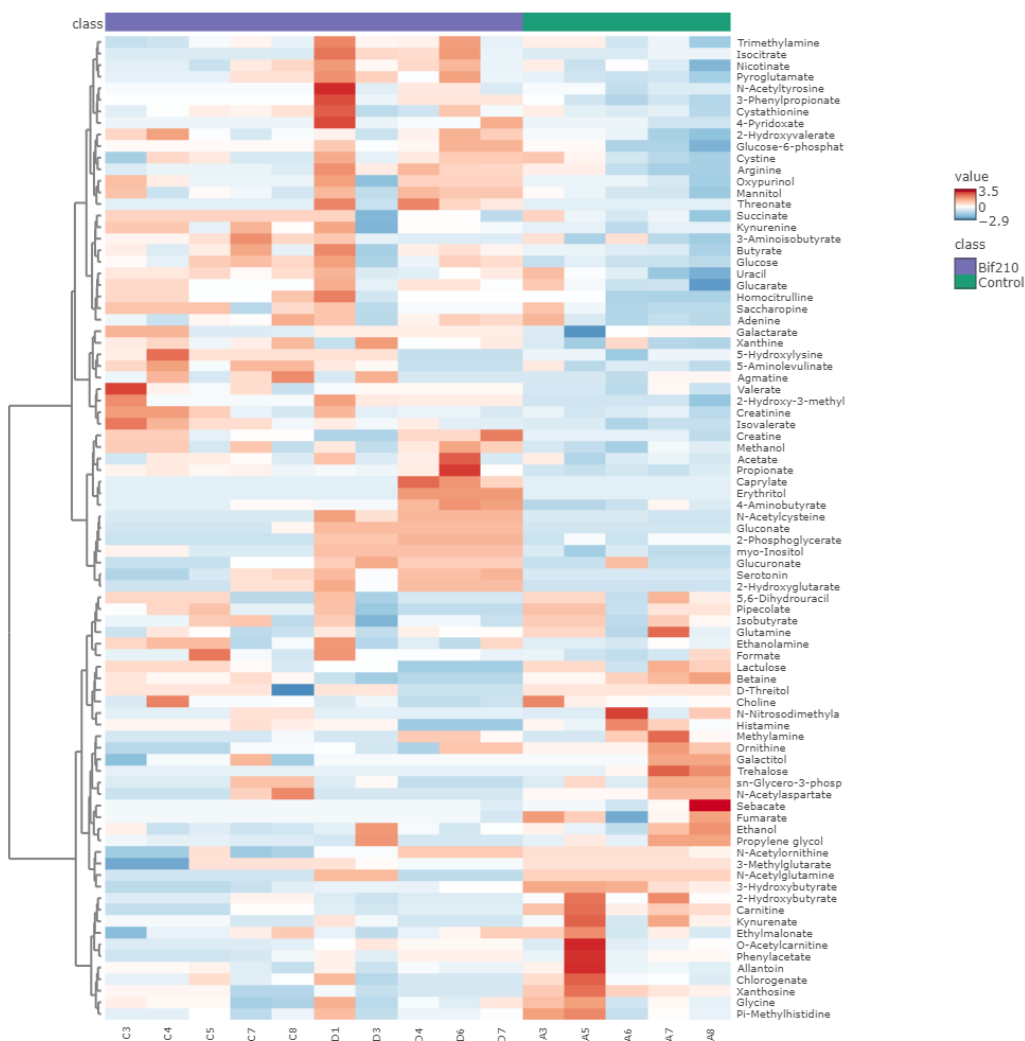 class
Trimethylamine
Isocitrate
Nicotinate
Pyroglutamate
N-Acetyltyrosine
3-Phenylpropionate
Cystathionine
4-Pyridoxate
2-Hydroxyvalerate
Glucose-6-phosphat
Cystine
Arginine
Oxypurinol
Mannitol
Threonate
Succinate
Kynurenine
3-Aminoisobutyrate
Butyrate
Glucose
Uracil
Glucarate
Homocitrulline
Saccharopine
Adenine
Galactarate
Xanthine
5-Hydroxylysine
5-Aminolevulinate
Agmatine
Valerate
2-Hydroxy-3-methyl
Creatinine
Isovalerate
Creatine
Methanol
Acetate
Propionate
Caprylate
Erythritol
4-Aminobutyrate
N-Acetylcysteine
Gluconate
2-Phosphoglycerate
myo-Inositol
Glucuronate
Serotonin
2-Hydroxyglutarate
5,6-Dihydrouracil
Pipecolate
Isobutyrate
Glutamine
Ethanolamine
Formate
Lactulose
Betaine
D-Threitol
Choline
N-Nitrosodimethyla
Histamine
Methylamine
Ornithine
Galactitol
Trehalose
sn-Glycero-3-phosp
N-Acetylaspartate
Sebacate
Fumarate
Ethanol
Propylene glycol
N-Acetylornithine
3-Methylglutarate
N-Acetylglutamine
3-Hydroxybutyrate
2-Hydroxybutyrate
Carnitine
Kynurenate
Ethylmalonate
O-Acetylcarnitine
Phenylacetate
Allantoin
Chlorogenate
Xanthosine
Glycine
Pi-Methylhistidine
C3 C4 C5 C7 C8 D1 D3 D4 D6 D7 A3 A5 A6 A7 A8
value
3.5
0
−2.9
class
Bif210
Control